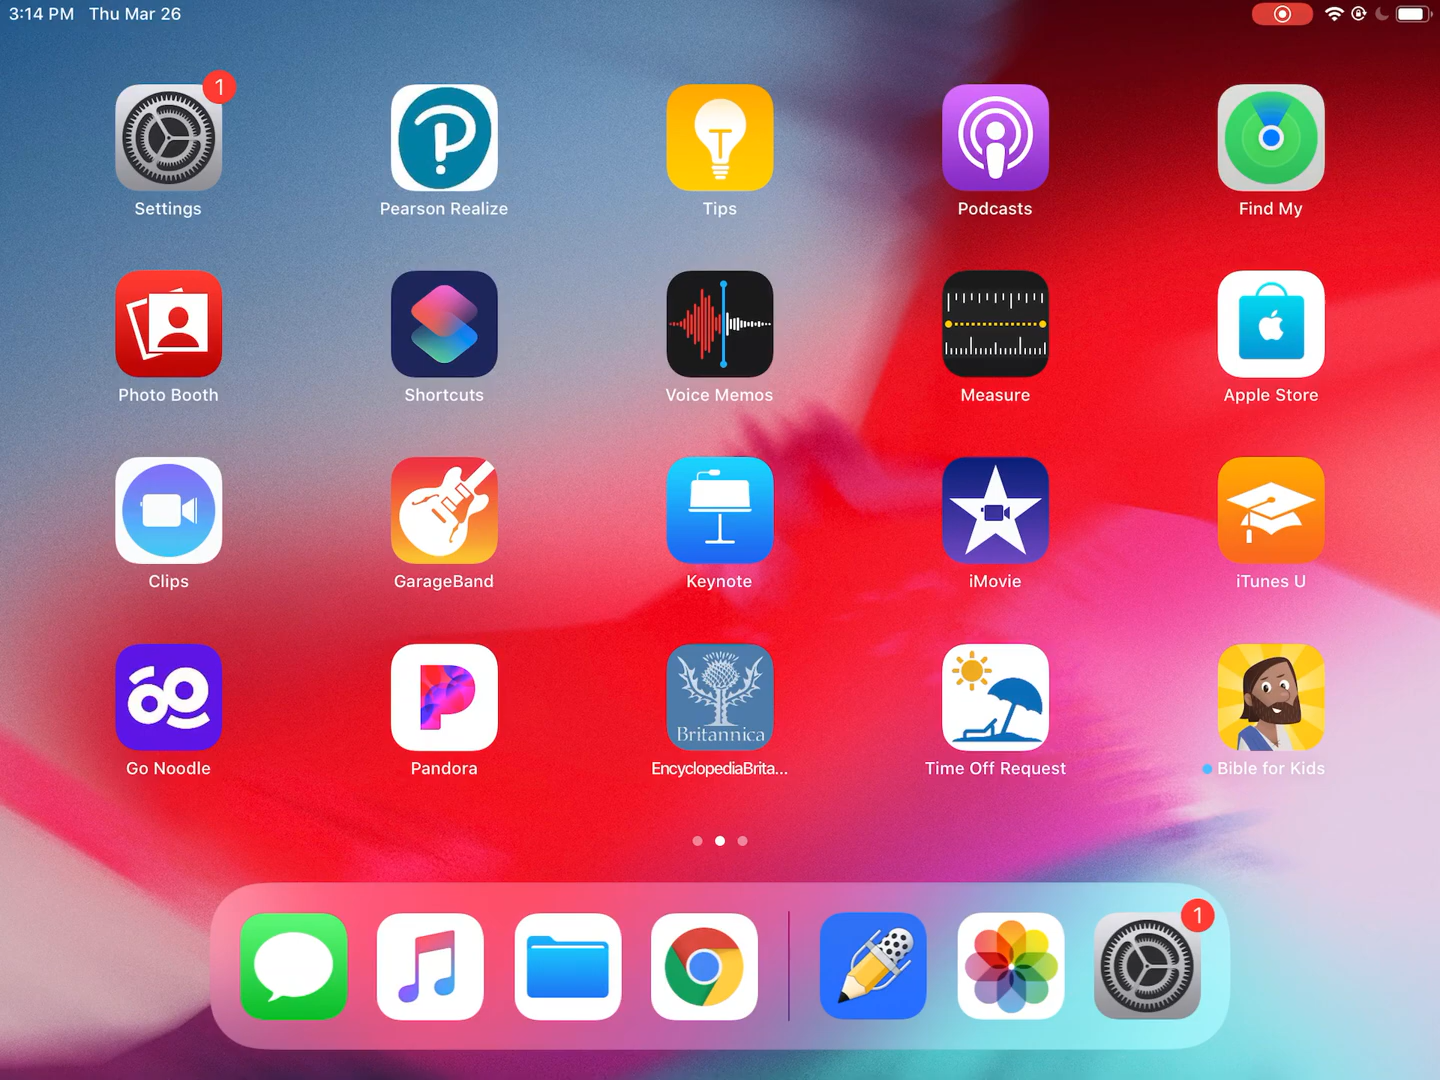 3:14 PM Thu Mar 26
1
Settings
Pearson Realize
Tips
Podcasts
Find My
Photo Booth
Shortcuts
Voice Memos
Measure
Apple Store
Clips
GarageBand
Keynote
iMovie
iTunes U
Britannica
Go Noodle
Pandora
EncyclopediaBrita...
Time Off Request
Bible for Kids
1